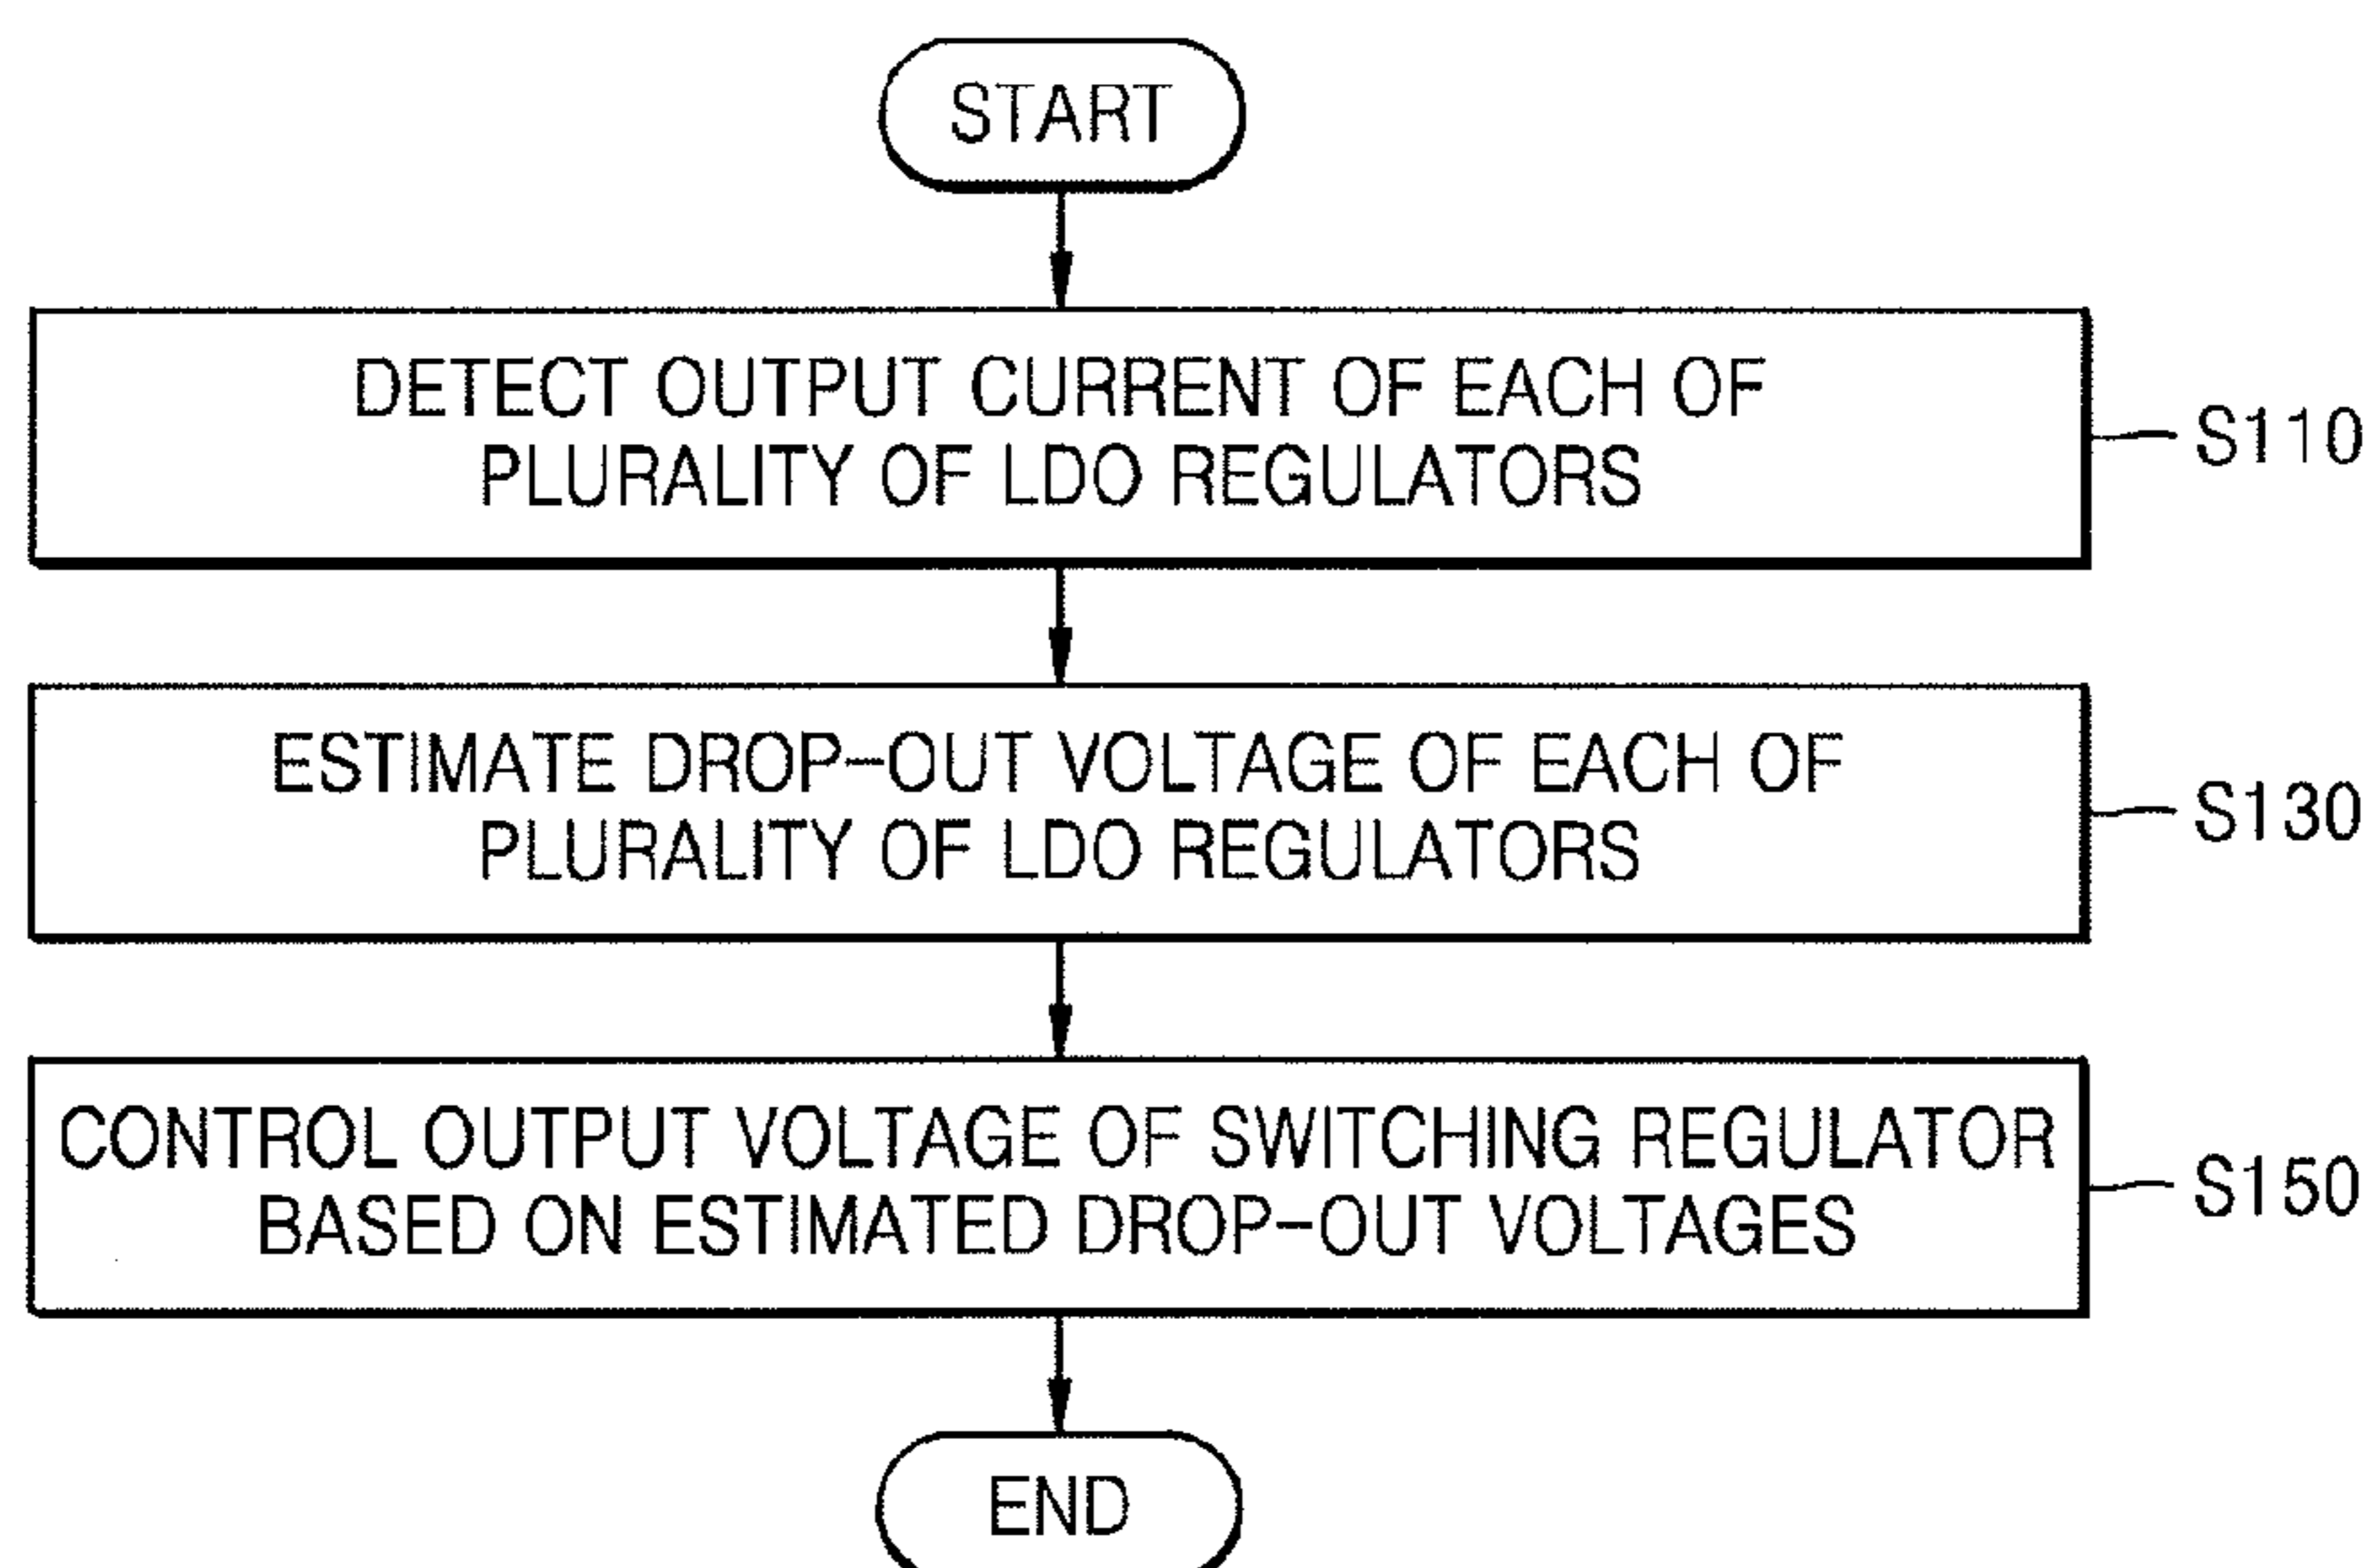 START
DETECT OUTPUT CURRENT OF EACH OF
PLURALITY OF LDO REGULATORS
S110
ESTIMATE DROP-OUT VOLTAGE OF EACH OF
PLURALITY OF LDO REGULATORS
S130
CONTROL OUTPUT VOLTAGE OF SWITCHING REGULATOR
BASED ON ESTIMATED DROP-OUT VOLTAGES
S150
END